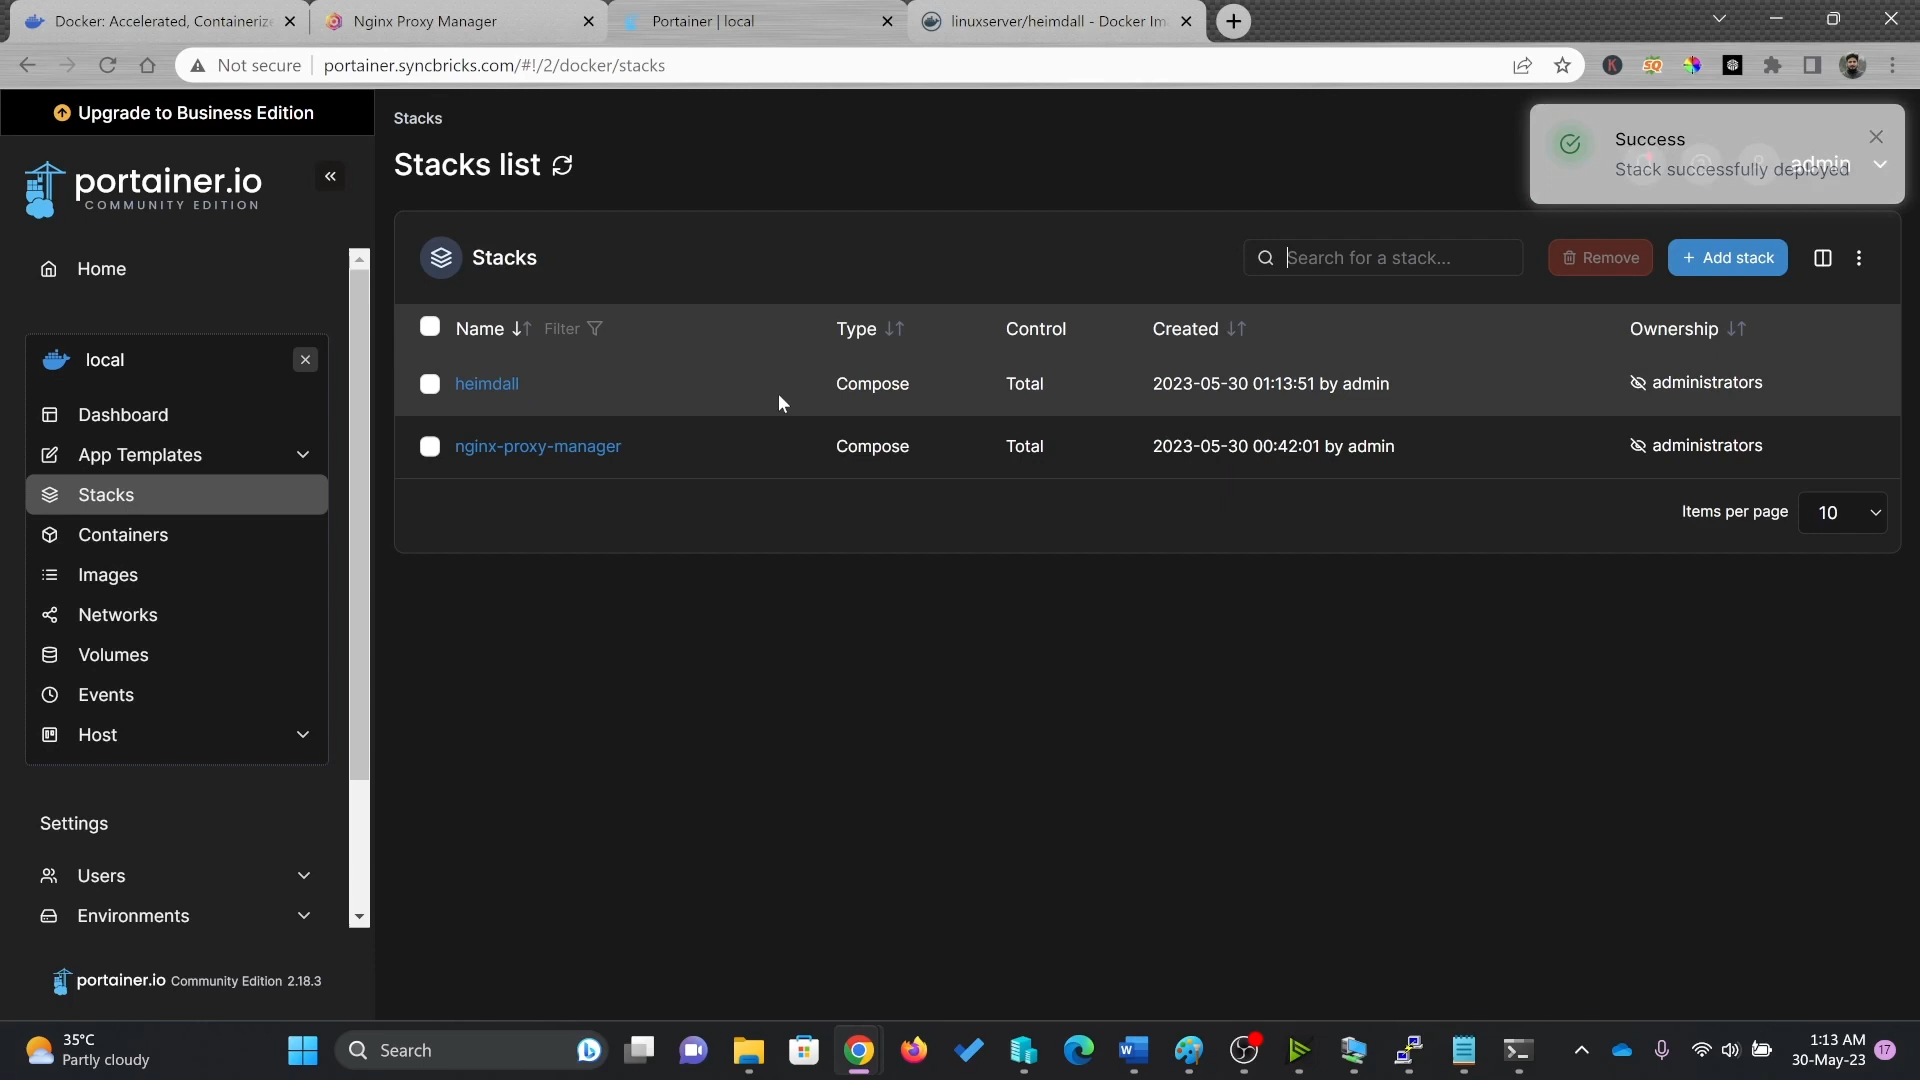 Docker: Accelerated, Containeriz
Nginx Proxy Manager
Portainer | local
linuxserver/heimdall - Docker Im
Not secure
portainer.syncbricks.com/#!/2/docker/stacks
Upgrade to Business Edition
portainer.io
COMMUNITY EDITION
Home
local
Dashboard
App Templates
Stacks
Containers
Images
Networks
Volumes
Events
Host
Settings
Users
Environments
portainer.io Community Edition 2.18.3
Stacks
Stacks list
Success
Stack successfully deployed
admin
Stacks
Search for a stack...
Remove
+ Add stack
Name
Filter
Type
Control
Created
Ownership
heimdall
Compose
Total
2023-05-30 01:13:51 by admin
administrators
nginx-proxy-manager
Compose
Total
2023-05-30 00:42:01 by admin
administrators
Items per page
10
35°C
Partly cloudy
Search
1:13 AM
30-May-23
17